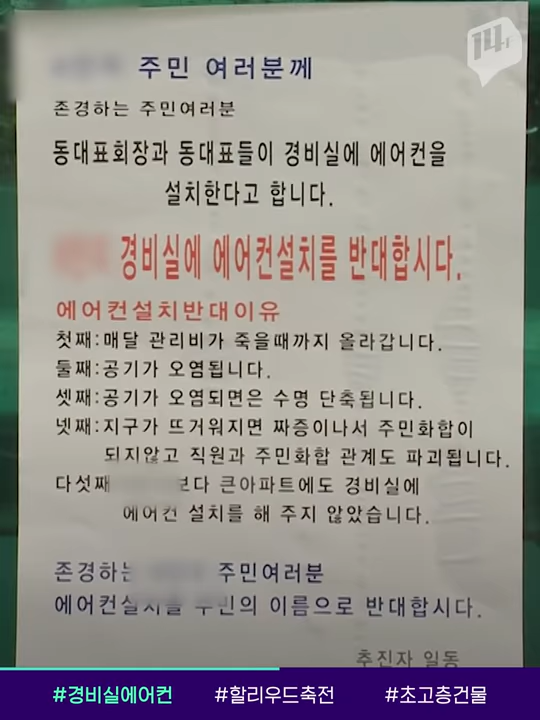 14F
주민 여러분께
존경하는 주민여러분
동대표회장과 동대표들이 경비실에 에어컨을
설치한다고 합니다.
경비실에 에어컨설치를 반대합시다.
에어컨설치반대이유
첫째:매달 관리비가 죽을때까지 올라갑니다.
둘째:공기가 오염됩니다.
셋째:공기가 오염되면은 수명 단축됩니다.
넷째:지구가 뜨거워지면 짜증이나서 주민화합이
되지않고 직원과 주민화합 관계도 파괴됩니다.
다섯째 보다 큰아파트에도 경비실에
에어컨 설치를 해 주지 않았습니다.
존경하는 주민여러분
에어컨설치를 주민의 이름으로 반대합시다.
추진자 일동
#경비실에어컨 #할리우드축전 #초고층건물